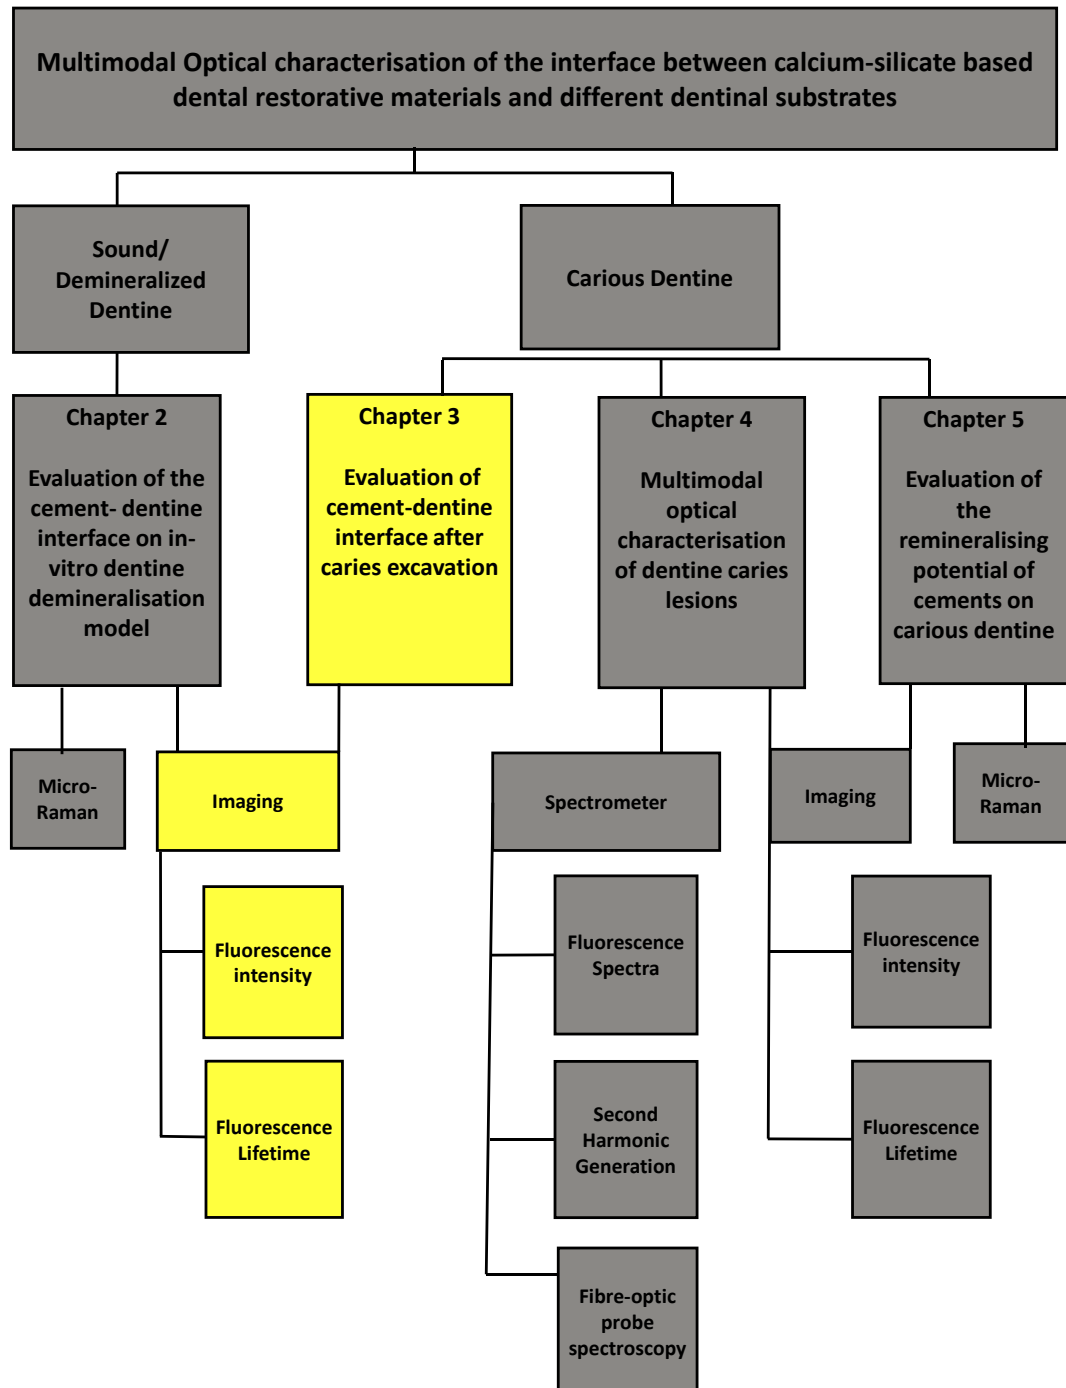 Multimodal Optical characterisation of the interface between calcium-silicate based
dental restorative materials and different dentinal substrates
Sound/
Demineralized
Dentine
Carious Dentine
Chapter 2
Evaluation of the
cement- dentine
interface on in-
vitro dentine
demineralisation
model
Chapter 3
Evaluation of
cement-dentine
interface after
caries excavation
Chapter 4
Multimodal
optical
characterisation
of dentine caries
lesions
Chapter 5
Evaluation of
the
remineralising
potential of
cements on
carious dentine
Micro-
Raman
Imaging
Spectrometer
Imaging
Micro-
Raman
Fluorescence
intensity
Fluorescence
Spectra
Fluorescence
intensity
Fluorescence
Lifetime
Second
Harmonic
Generation
Fluorescence
Lifetime
Fibre-optic
probe
spectroscopy